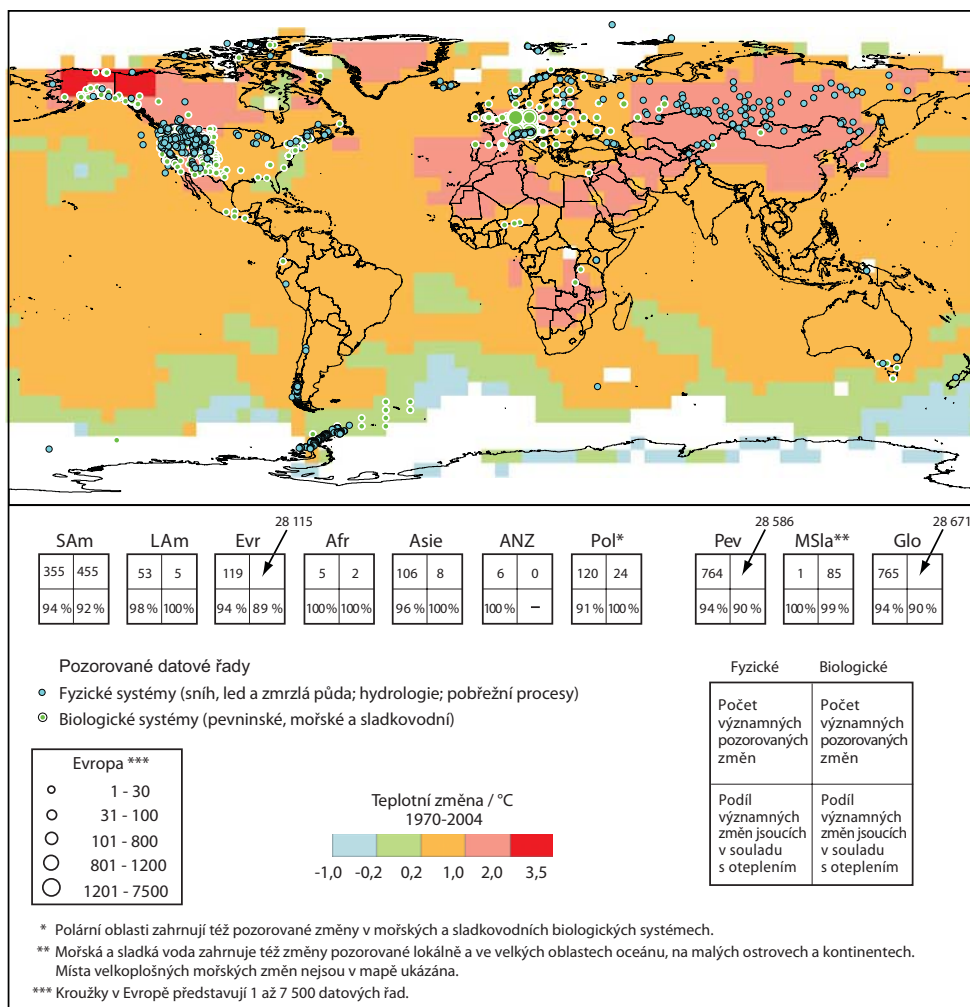 28 115
28 586
28 671
SAm LAm Evr Afr Asie ANZ Pol* Pev MSla** Glo
355 455 53 5 119 5 2 106 8 6 0 120 24 764 1 85 765
94 % 92 % 98 % 100 % 94 % 89 % 100 % 100 % 96 % 100 % 100 % – 91 % 100 % 94 % 90 % 100 % 99 % 94 % 90 %
Pozorované datové řady
Fyzické systémy (sníh, led a zmrzlá půda; hydrologie; pobřežní procesy)
Biologické systémy (pevninské, mořské a sladkovodní)
Evropa ***
1 - 30
31 - 100
101 - 800
801 - 1200
1201 - 7500
Teplotní změna / °C
1970-2004
-1,0 -0,2 0,2 1,0 2,0 3,5
Fyzické Biologické
Počet Počet
významných významných
pozorovaných pozorovaných
změn změn
Podíl Podíl
významných významných
změn jsoucích změn jsoucích
v souladu v souladu
s oteplením s oteplením
* Polární oblasti zahrnují též pozorované změny v mořských a sladkovodních biologických systémech.
** Mořská a sladká voda zahrnuje též změny pozorované lokálně a ve velkých oblastech oceánu, na malých ostrovech a kontinentech.
Místa velkoplošných mořských změn nejsou v mapě ukázána.
*** Kroužky v Evropě představují 1 až 7 500 datových řad.